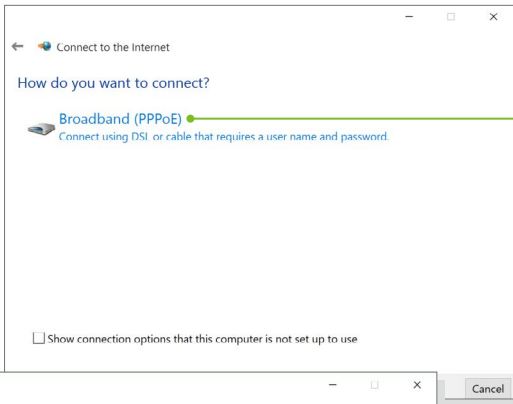 Connect to the Internet
How do you want to connect?
Broadband (PPPoE)
Connect using DSL or cable that requires a user name and password.
Show connection options that this computer is not set up to use
Cancel